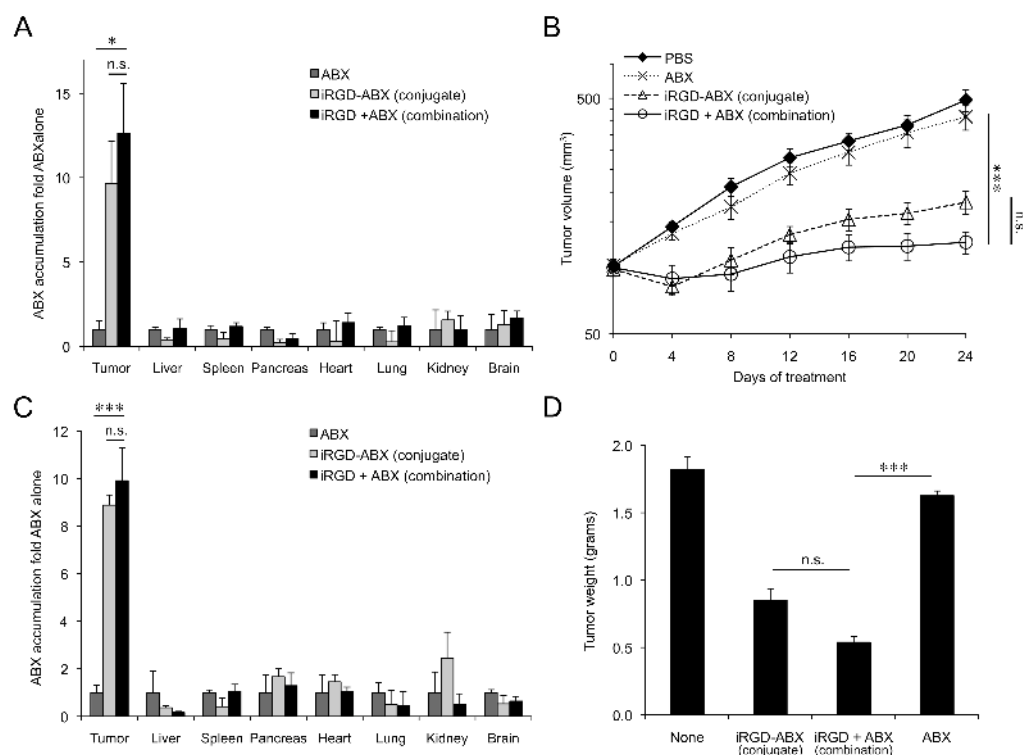 A
*
n.s.
ABX
iRGD-ABX (conjugate)
iRGD +ABX (combination)
ABX accumulation fold ABXalone
15
10
5
0
Tumor Liver Spleen Pancreas Heart Lung Kidney Brain
B
PBS
ABX
iRGD-ABX (conjugate)
iRGD + ABX (combination)
Tumor volume (mm³)
500
50
***
n.s.
0 4 8 12 16 20 24
Days of treatment
C
***
n.s.
ABX
iRGD-ABX (conjugate)
iRGD + ABX (combination)
ABX accumulation fold ABX alone
12
10
8
6
4
2
0
Tumor Liver Spleen Pancreas Heart Lung Kidney Brain
D
Tumor weight (grams)
2.0
1.5
1.0
0.5
0.0
***
n.s.
None iRGD-ABX iRGD + ABX ABX
(conjugate) (combination)